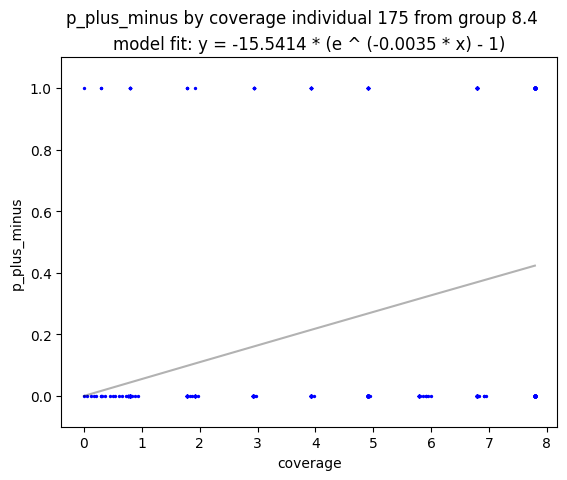 p_plus_minus by coverage individual 175 from group 8.4
model fit: y = -15.5414 * (e ^ (-0.0035 * x) - 1)
1.0
0.8
0.6
0.4
0.2
0.0
p_plus_minus
0 1 2 3 4 5 6 7 8
coverage